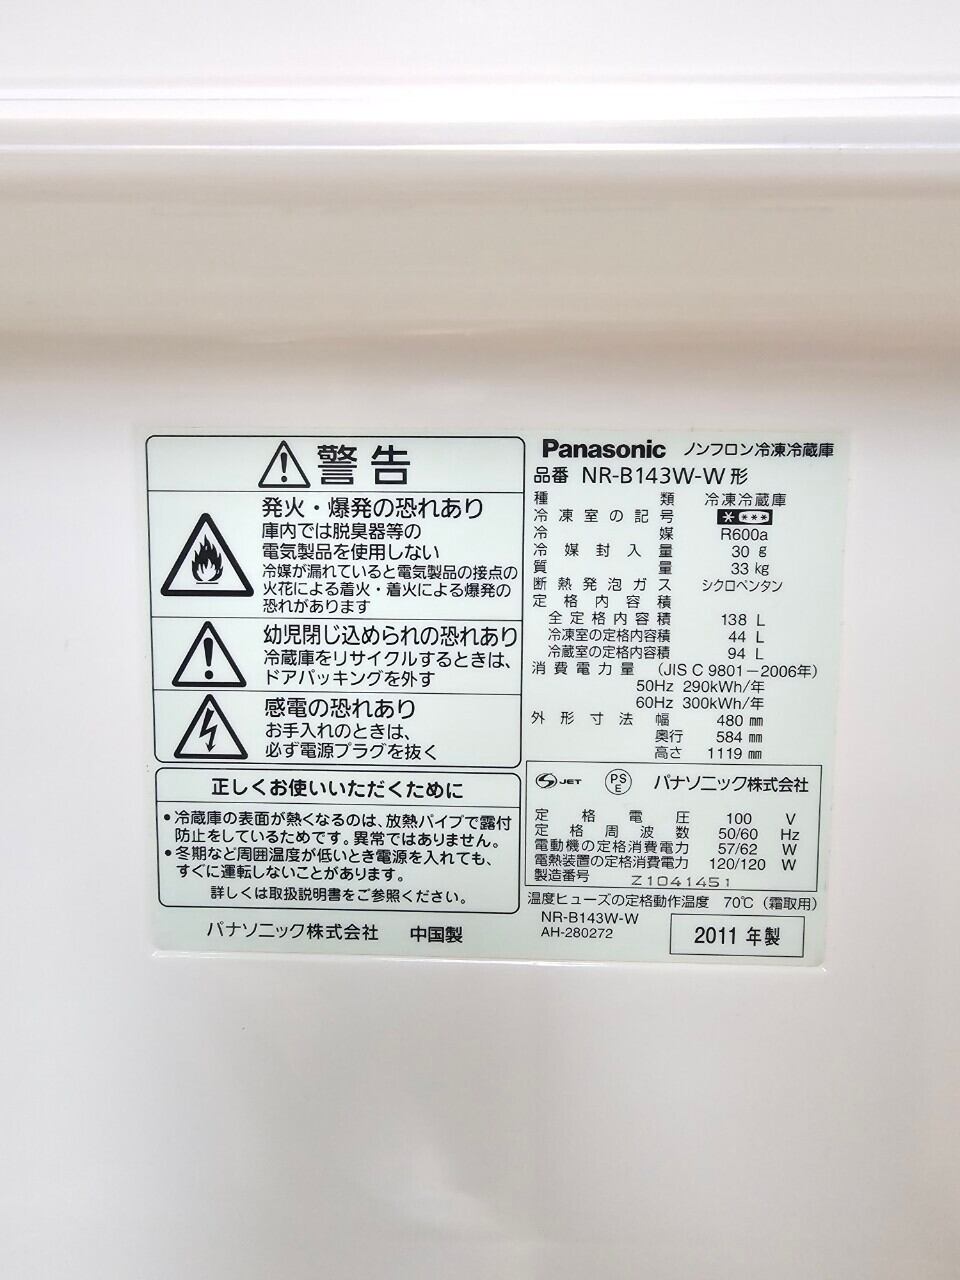 警告
発火・爆発の恐れあり
庫内では脱臭器等の
電気製品を使用しない
冷媒が漏れていると電気製品の接点の
火花による着火・着火による爆発の
恐れがあります
幼児閉じ込められの恐れあり
冷蔵庫をリサイクルするときは、
ドアパッキングを外す
感電の恐れあり
お手入れのときは、
必ず電源プラグを抜く
正しくお使いいただくために
•冷蔵庫の表面が熱くなるのは、放熱パイプで露付
防止をしているためです。異常ではありません。
•冬期など周囲温度が低いとき電源を入れても、
すぐに運転しないことがあります。
詳しくは取扱説明書をご参照ください。
パナソニック株式会社 中国製
Panasonic ノンフロン冷凍冷蔵庫
品番 NR-B143W-W形
種類 冷凍冷蔵庫
冷凍室の記号 * ***
冷媒 R600a
冷媒封入量 30 g
質量 33 kg
断熱発泡ガス シクロペンタン
定格内容積
全定格内容積 138 L
冷凍室の定格内容積 44 L
冷蔵室の定格内容積 94 L
消費電力量 (JIS C 9801-2006年)
50Hz 290kWh/年
60Hz 300kWh/年
外形寸法 幅 480 mm
奥行 584 mm
高さ 1119 mm
S JET PS E パナソニック株式会社
定格電圧 100 V
定格周波数 50/60 Hz
電動機の定格消費電力 57/62 W
電熱装置の定格消費電力 120/120 W
製造番号 Z1041451
温度ヒューズの定格動作温度 70℃ (霜取用)
NR-B143W-W
AH-280272
2011 年製